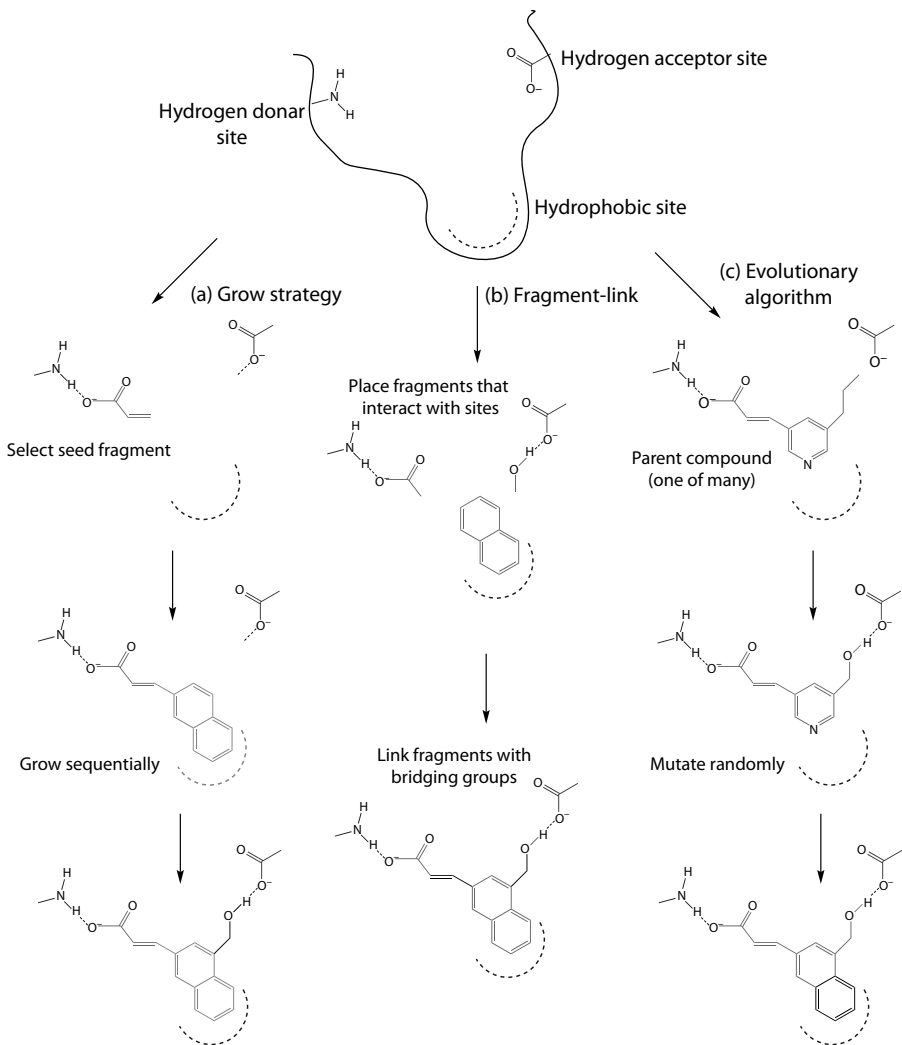 Hydrogen acceptor site
O
O–
Hydrogen donar
site
H
N
H
Hydrophobic site
(a) Grow strategy
O
O–
H
N
H
O–
O
Select seed fragment
O
O–
H
N
H
O–
O
Grow sequentially
O
O–
H
O
H
N
H
O–
O
(b) Fragment-link
Place fragments that
interact with sites
O
O–
H
O
H
N
H
O–
O
Link fragments with
bridging groups
O
O–
H
O
H
N
H
O–
O
(c) Evolutionary
algorithm
O
O–
H
N
H
O–
O
N
Parent compound
(one of many)
O
O–
H
O
H
N
H
O–
O
N
Mutate randomly
O
O–
H
O
H
N
H
O–
O